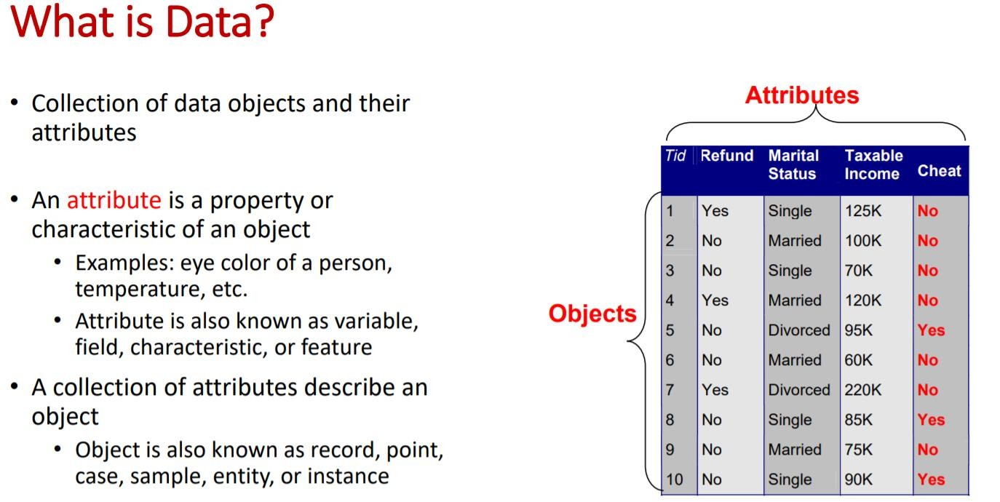 What is Data?
• Collection of data objects and their
attributes
• An attribute is a property or
characteristic of an object
• Examples: eye color of a person,
temperature, etc.
• Attribute is also known as variable,
field, characteristic, or feature
• A collection of attributes describe an
object
• Object is also known as record, point,
case, sample, entity, or instance
Attributes
Objects
Tid Refund Marital Status Taxable Income Cheat
1 Yes Single 125K No
2 No Married 100K No
3 No Single 70K No
4 Yes Married 120K No
5 No Divorced 95K Yes
6 No Married 60K No
7 Yes Divorced 220K No
8 No Single 85K Yes
9 No Married 75K No
10 No Single 90K Yes